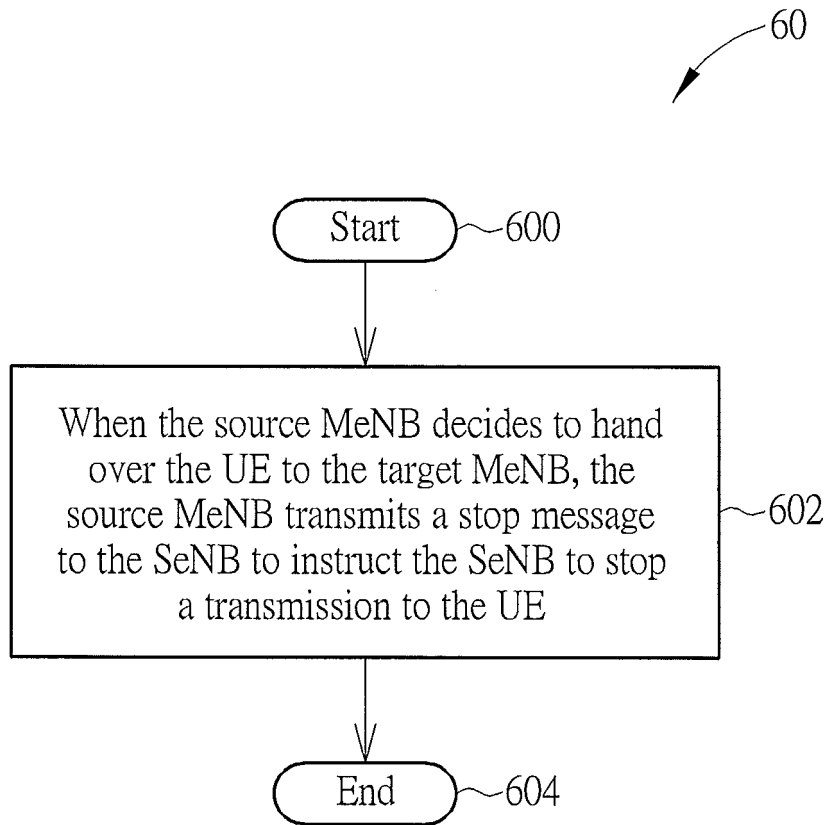 60
Start
600
When the source MeNB decides to hand
over the UE to the target MeNB, the
source MeNB transmits a stop message
to the SeNB to instruct the SeNB to stop
a transmission to the UE
602
End
604